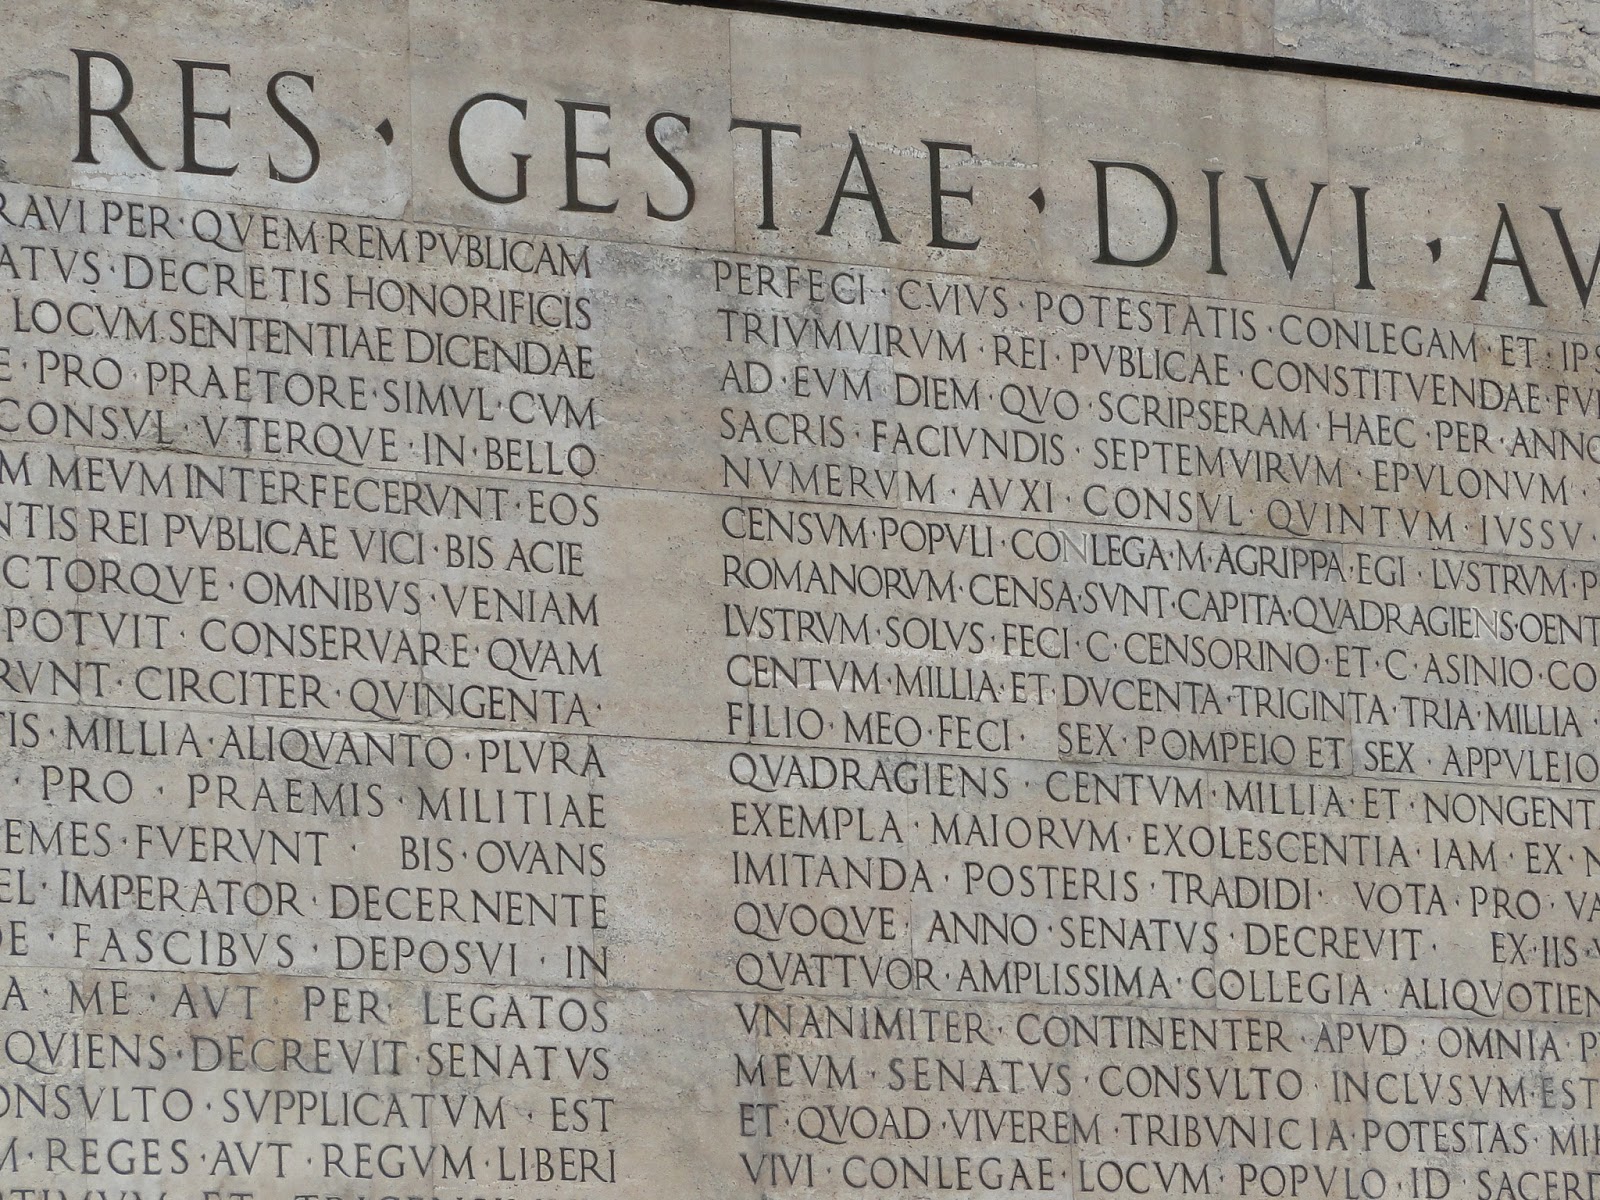 RES · GESTAE · DIVI · AV
RAVI PER · QVEM · REM PVBLICAM
ATVS · DECRETIS HONORIFICIS
LOCVM SENTENTIAE DICENDAE
E · PRO PRAETORE · SIMVL · CVM
CONSVL · VTERQVE · IN · BELLO
M MEVM INTERFECERVNT · EOS
NTIS REI PVBLICAE VICI · BIS ACIE
CTORQVE · OMNIBVS · VENIAM
POTVIT · CONSERVARE · QVAM
RVNT · CIRCITER · QVINGENTA ·
TIS · MILLIA · ALIQVANTO · PLVRA
· PRO · PRAEMIS · MILITIAE
EMES · FVERVNT · BIS · OVANS
EL · IMPERATOR · DECERNENTE
DE · FASCIBVS · DEPOSVI · IN
A · ME · AVT · PER · LEGATOS
QVIENS · DECREVIT · SENATVS
ONSVLTO · SVPPLICATVM · EST
M · REGES · AVT · REGVM · LIBERI
PERFECI · CVIVS · POTESTATIS · CONLEGAM · ET · IPS
TRIVMVIRVM · REI · PVBLICAE · CONSTITVENDAE · FVI
AD · EVM DIEM · QVO · SCRIPSERAM · HAEC · PER · ANNO
SACRIS · FACIVNDIS · SEPTEMVIRVM · EPVLONVM ·
NVMERVM · AVXI · CONSVL · QVINTVM · IVSSV ·
CENSVM · POPVLI · CONLEGA · M · AGRIPPA · EGI · LVSTRVM · P
ROMANORVM · CENSA · SVNT · CAPITA · QVADRAGIENS · OENT
LVSTRVM · SOLVS · FECI · C · CENSORINO · ET · C · ASINIO · CO
CENTVM · MILLIA · ET · DVCENTA · TRIGINTA · TRIA · MILLIA ·
FILIO · MEO · FECI · SEX · POMPEIO ET SEX · APPVLEIO
QVADRAGIENS · CENTVM · MILLIA · ET · NONGENT
EXEMPLA · MAIORVM · EXOLESCENTIA · IAM · EX · N
IMITANDA · POSTERIS · TRADIDI · VOTA · PRO · VA
QVOQVE · ANNO · SENATVS · DECREVIT · EX · IIS · V
QVATTVOR · AMPLISSIMA · COLLEGIA · ALIQVOTIEN
VNANIMITER · CONTINENTER · APVD · OMNIA · P
MEVM · SENATVS · CONSVLTO · INCLVSVM · EST
ET · QVOAD · VIVEREM · TRIBVNICIA · POTESTAS · MIH
VIVI · CONLEGAE · LOCVM · POPVLO · ID · SACERD